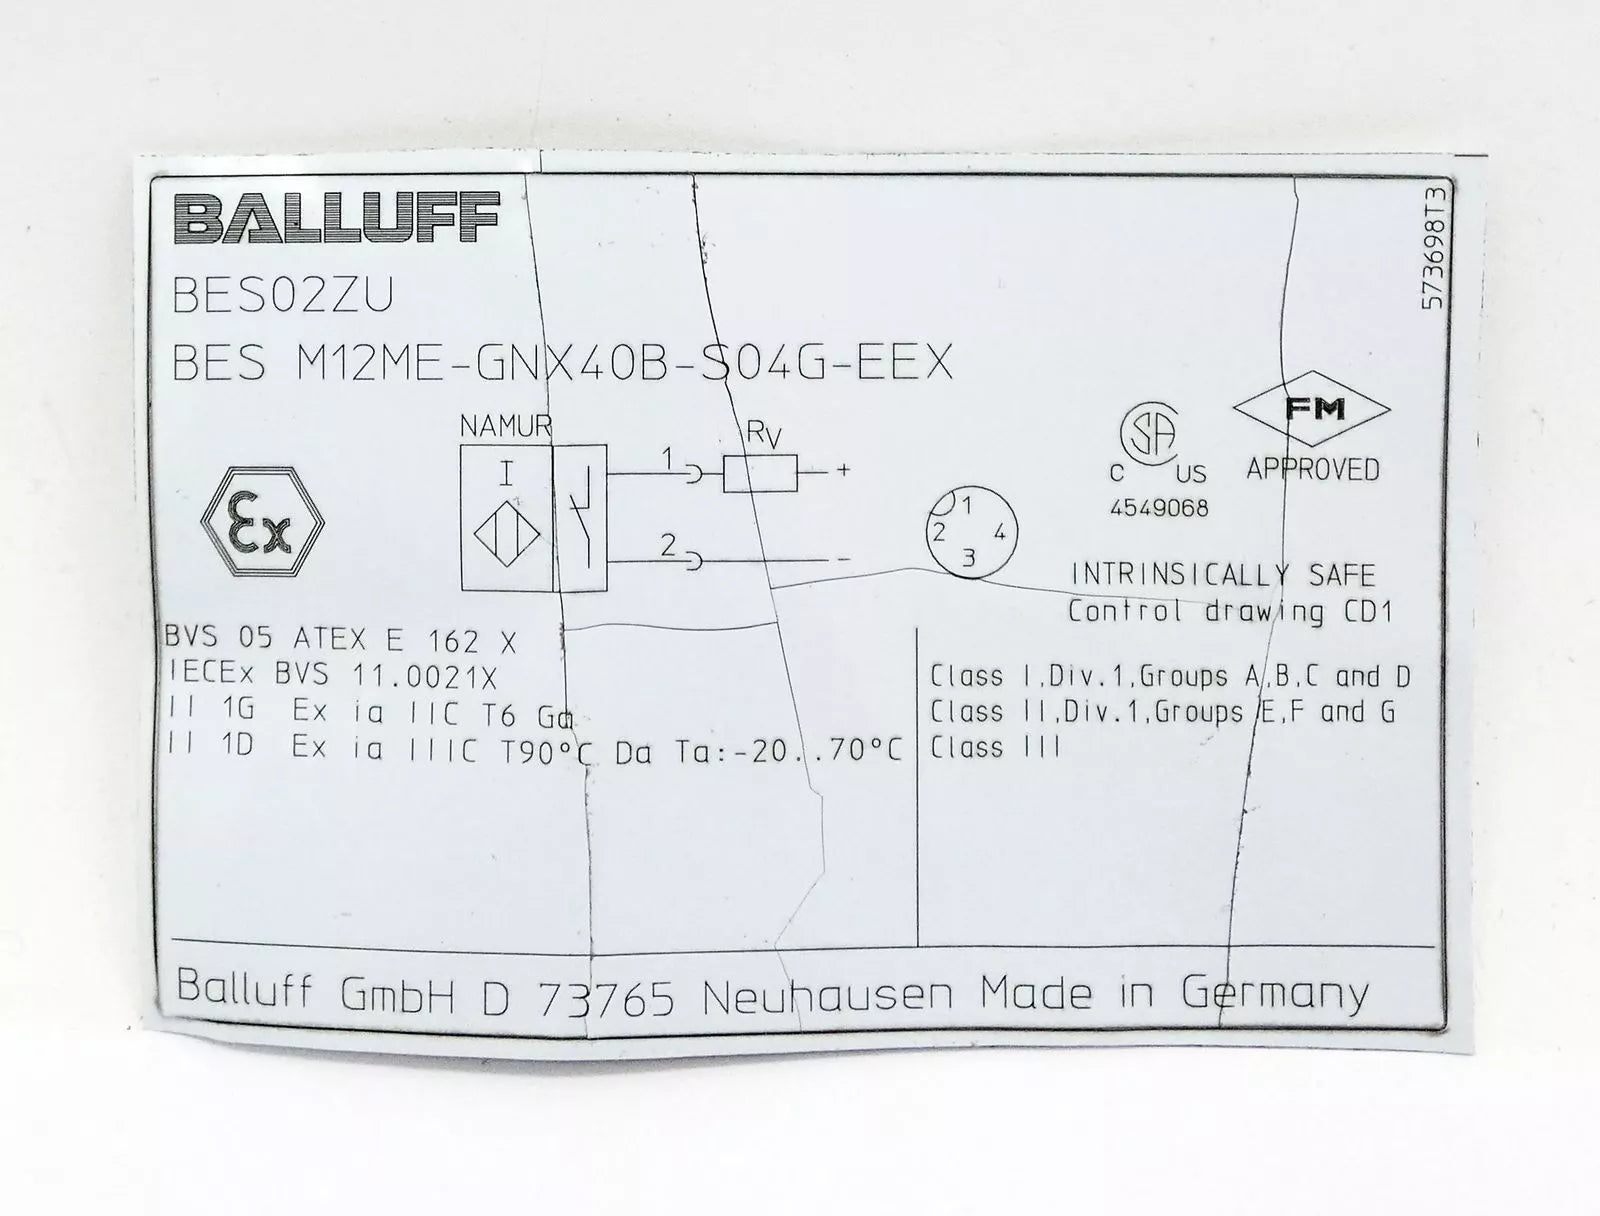 BALLUFF
573698T3
BES02ZU
BES M12ME-GNX40B-S04G-EEX
NAMUR
I
1
RV
+
2
-
1
2
4
3
Ex
SA
C US
4549068
FM
APPROVED
INTRINSICALLY SAFE
Control drawing CD1
BVS 05 ATEX E 162 X
IECEx BVS 11.0021X
II 1G Ex ia IIC T6 Ga
II 1D Ex ia IIIC T90°C Da Ta:-20..70°C
Class I,Div.1,Groups A,B,C and D
Class II,Div.1,Groups E,F and G
Class III
Balluff GmbH D 73765 Neuhausen Made in Germany